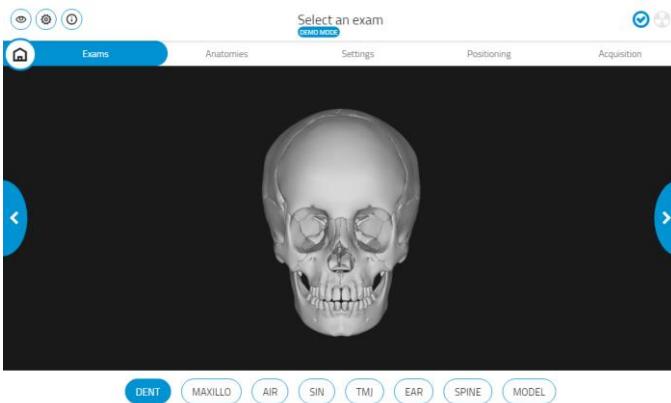 Select an exam
DEMO MODE
Exams Anatomies Settings Positioning Acquisition
DENT MAXILLO AIR SIN TMJ EAR SPINE MODEL